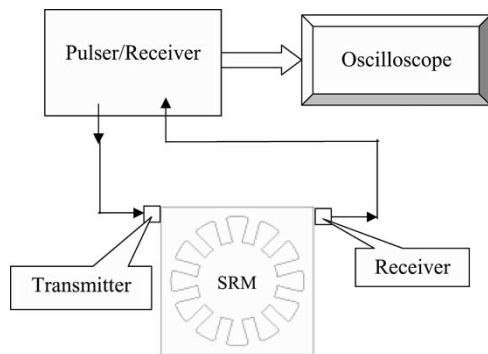 Pulser/Receiver
Oscilloscope
Transmitter
SRM
Receiver